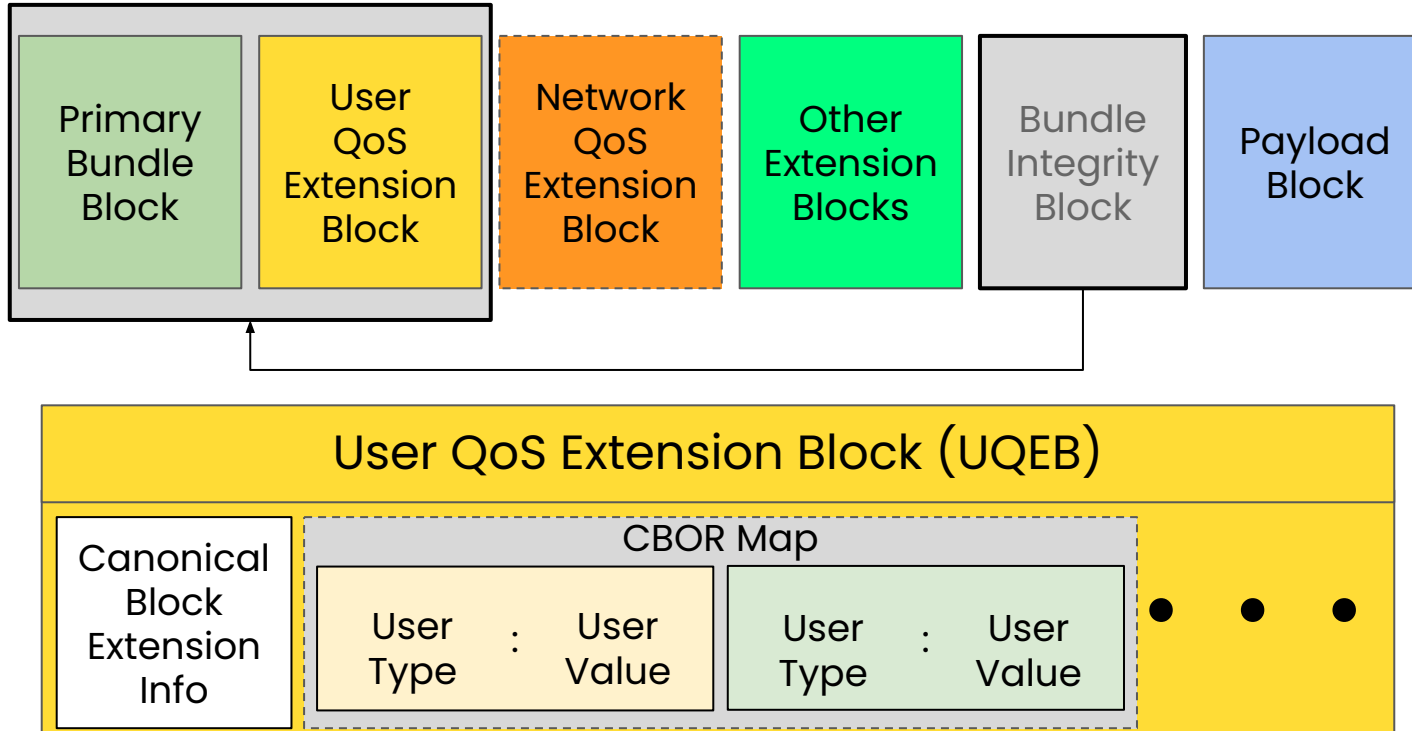 Primary
Bundle
Block
User
QoS
Extension
Block
Network
QoS
Extension
Block
Other
Extension
Blocks
Bundle
Integrity
Block
Payload
Block
User QoS Extension Block (UQEB)
Canonical
Block
Extension
Info
CBOR Map
User
Type
:
User
Value
User
Type
:
User
Value